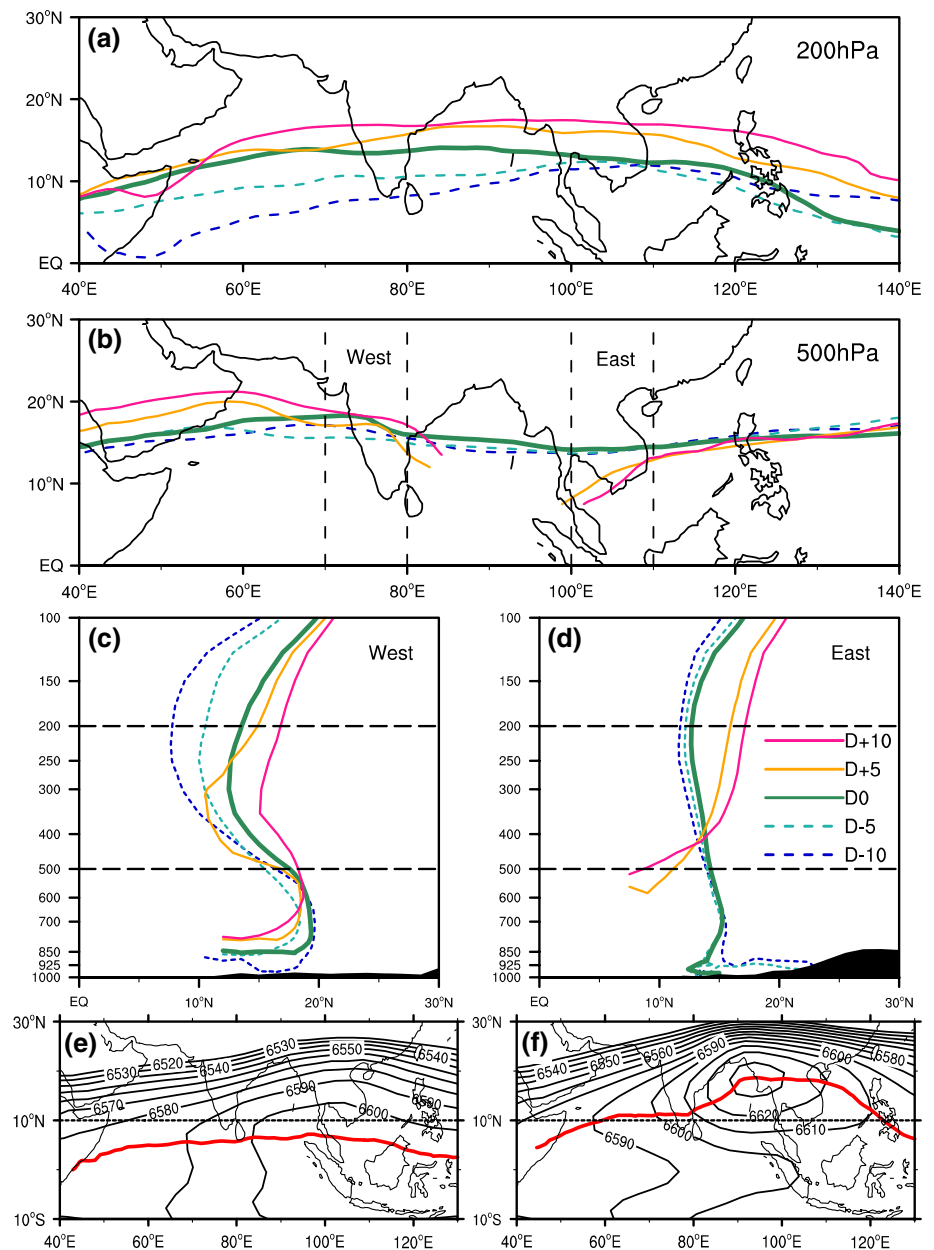 30°N
(a)
200hPa
20°N
10°N
EQ
40°E 60°E 80°E 100°E 120°E 140°E
30°N
(b)
West
East
500hPa
20°N
10°N
EQ
40°E 60°E 80°E 100°E 120°E 140°E
100
(c)
West
150
200
250
300
400
500
600
700
850
925
1000
EQ 10°N 20°N 30°N
100
(d)
East
150
200
250
300
400
500
600
700
850
925
1000
D+10
D+5
D0
D-5
D-10
EQ 10°N 20°N 30°N
30°N
(e)
6530 6520 6540 6530 6550 6540
6570 6580 6590 6600 6590
10°N
10°S
40°E 60°E 80°E 100°E 120°E
30°N
(f)
6540 6550 6560 6590 6600 6580
10°N
6620
6610
6600
6590
10°S
40°E 60°E 80°E 100°E 120°E